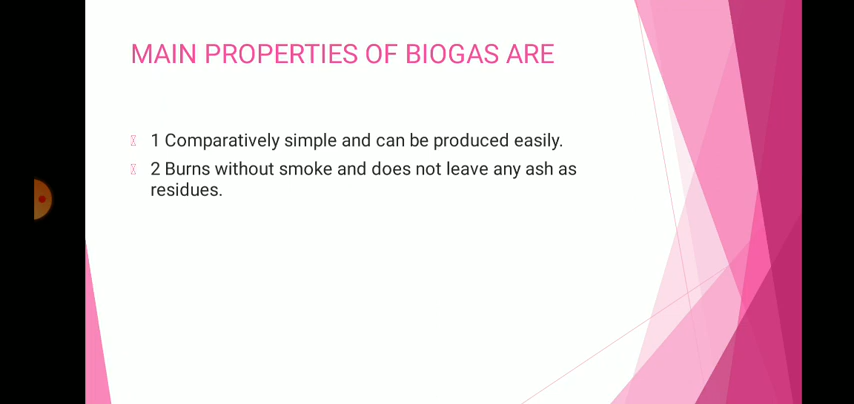 MAIN PROPERTIES OF BIOGAS ARE
1 Comparatively simple and can be produced easily.
2 Burns without smoke and does not leave any ash as
residues.